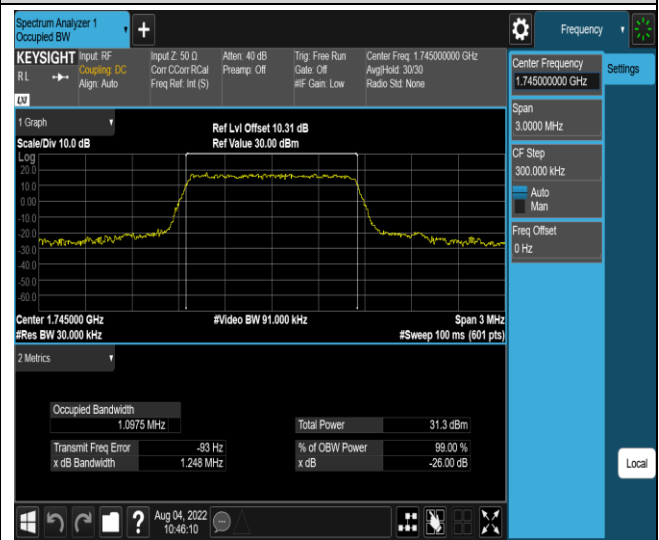 Spectrum Analyzer 1
Occupied BW
+
Frequency
KEYSIGHT
R L
LXI
Input: RF
Coupling: DC
Align: Auto
Input Z: 50 Ω
Corr CCorr RCal
Freq Ref: Int (S)
Atten: 40 dB
Preamp: Off
Trig: Free Run
Gate: Off
#IF Gain: Low
Center Freq: 1.745000000 GHz
Avg|Hold: 30/30
Radio Std: None
Center Frequency
1.745000000 GHz
Settings
Span
3.0000 MHz
CF Step
300.000 kHz
Auto
Man
Freq Offset
0 Hz
1 Graph
Scale/Div 10.0 dB
Ref Lvl Offset 10.31 dB
Ref Value 30.00 dBm
Log
20.0
10.0
0.00
-10.0
-20.0
-30.0
-40.0
-50.0
-60.0
Center 1.745000 GHz
#Video BW 91.000 kHz
Span 3 MHz
#Res BW 30.000 kHz
#Sweep 100 ms (601 pts)
2 Metrics
Occupied Bandwidth
1.0975 MHz
Total Power 31.3 dBm
Transmit Freq Error -93 Hz
% of OBW Power 99.00 %
x dB Bandwidth 1.248 MHz
x dB -26.00 dB
Local
?
Aug 04, 2022
10:46:10